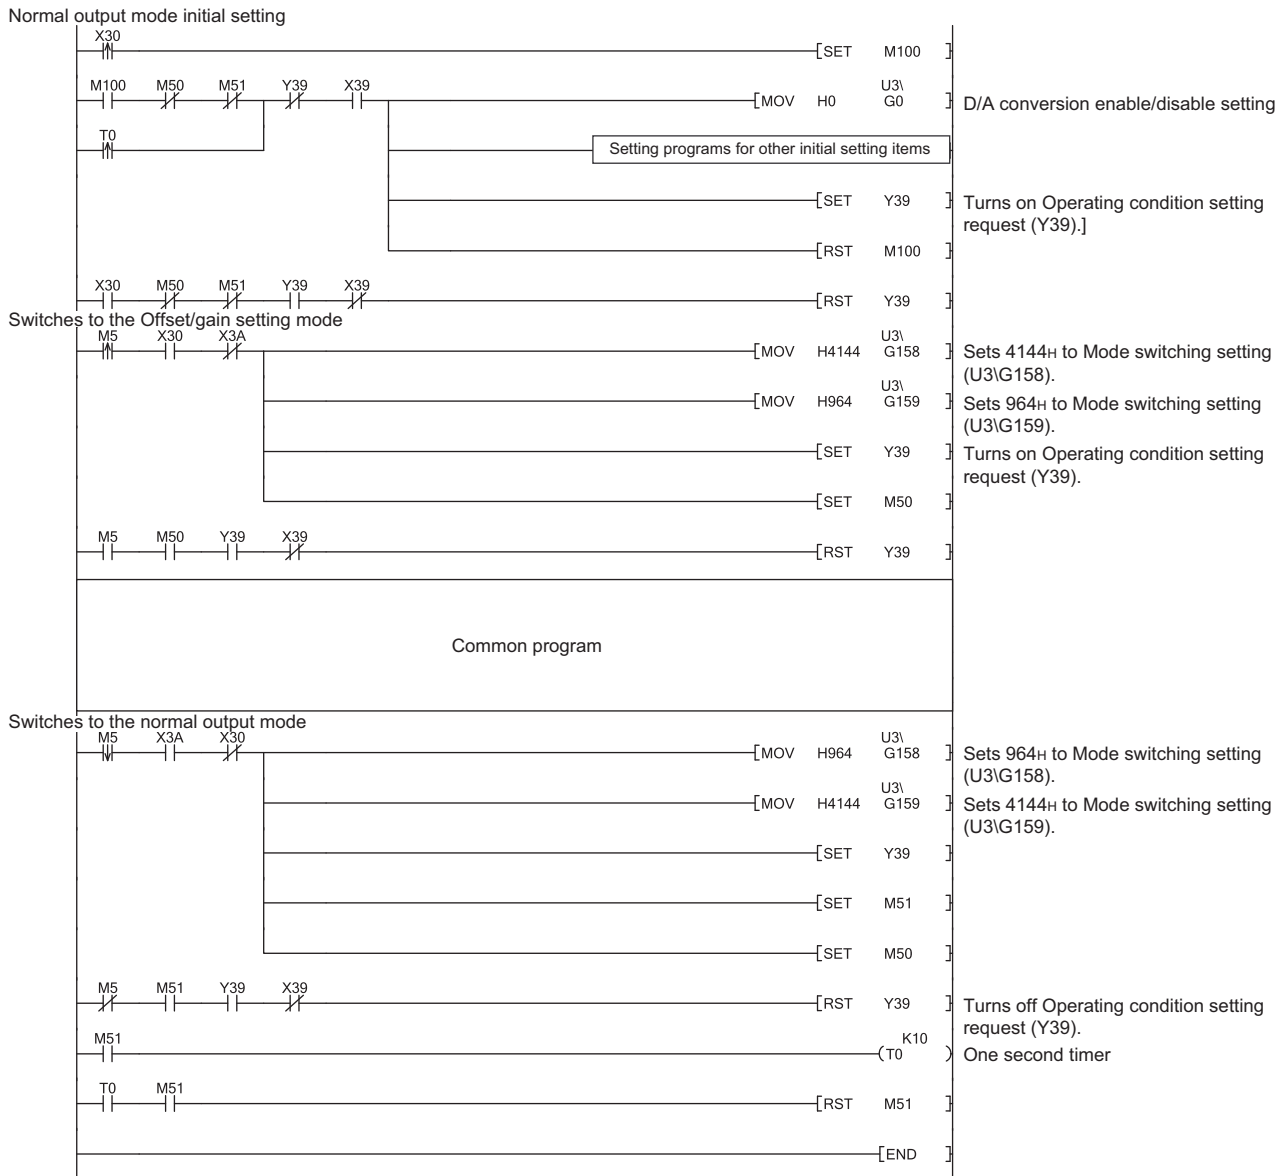 Normal output mode initial setting
X30
SET M100
M100 M50 M51 Y39 X39
U3\
MOV H0 G0
D/A conversion enable/disable setting
T0
Setting programs for other initial setting items
SET Y39
Turns on Operating condition setting
request (Y39).]
RST M100
X30 M50 M51 Y39 X39
RST Y39
Switches to the Offset/gain setting mode
M5 X30 X3A
U3\
MOV H4144 G158
Sets 4144H to Mode switching setting
(U3\G158).
U3\
MOV H964 G159
Sets 964H to Mode switching setting
(U3\G159).
SET Y39
Turns on Operating condition setting
request (Y39).
SET M50
M5 M50 Y39 X39
RST Y39
Common program
Switches to the normal output mode
M5 X3A X30
U3\
MOV H964 G158
Sets 964H to Mode switching setting
(U3\G158).
U3\
MOV H4144 G159
Sets 4144H to Mode switching setting
(U3\G159).
SET Y39
SET M51
SET M50
M5 M51 Y39 X39
RST Y39
Turns off Operating condition setting
request (Y39).
M51
K10
T0
One second timer
T0 M51
RST M51
END